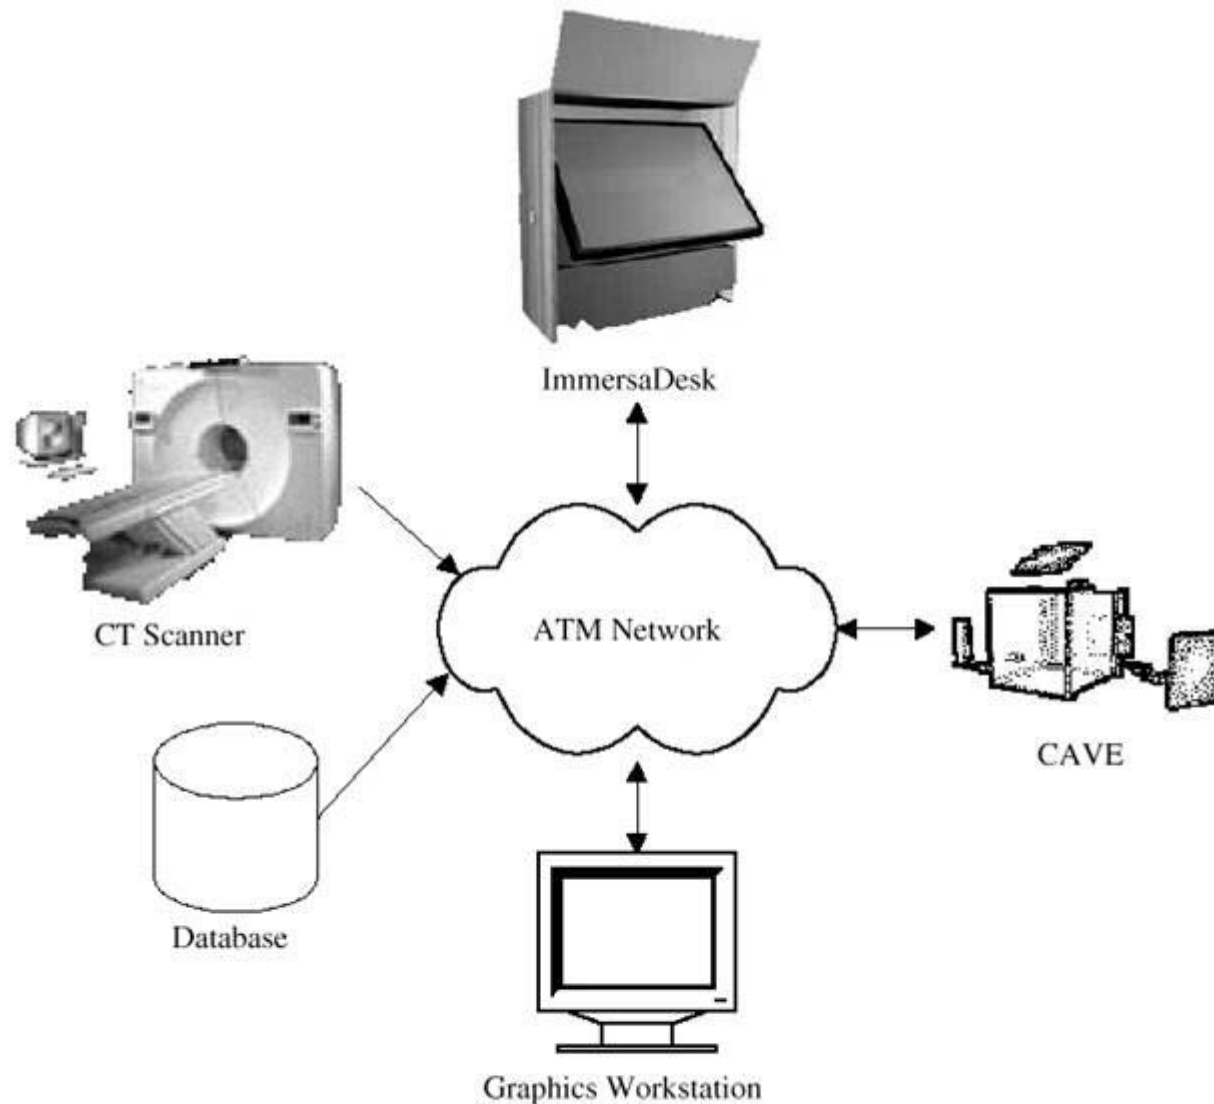 ImmersaDesk
CT Scanner
ATM Network
CAVE
Database
Graphics Workstation